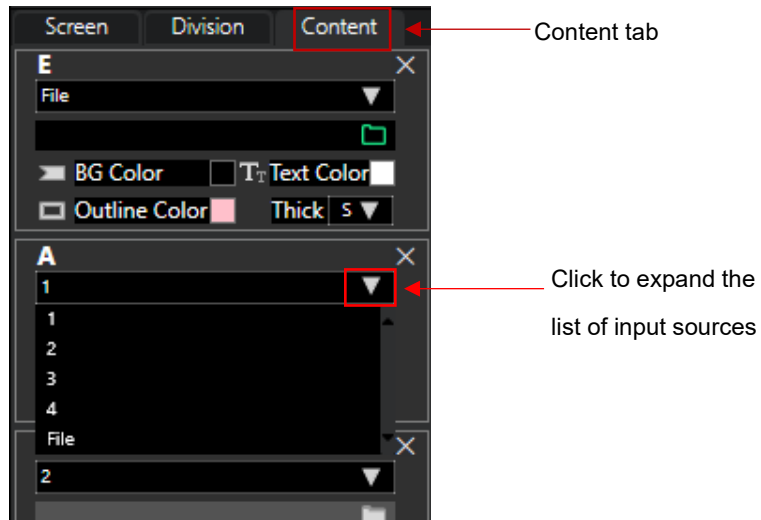 Screen Division Content
Content tab
E
File
BG Color TT Text Color
Outline Color Thick S
A
1
Click to expand the
list of input sources
1
2
3
4
File
2